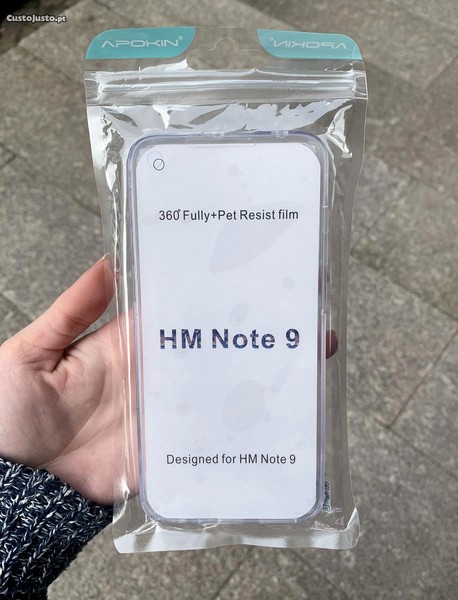 CustoJusto.pt
APOKIN
APOKIN
360° Fully+Pet Resist film
HM Note 9
Designed for HM Note 9